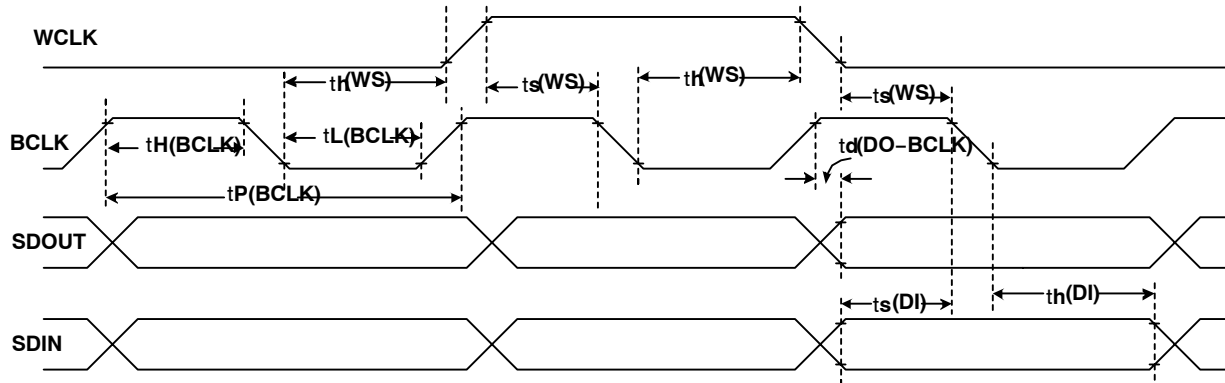 WCLK
th(WS)
ts(WS)
th(WS)
ts(WS)
BCLK
tH(BCLK)
tL(BCLK)
td(DO−BCLK)
tP(BCLK)
SDOUT
ts(DI)
th(DI)
SDIN